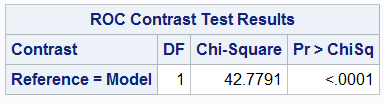 ROC Contrast Test Results
Contrast DF Chi-Square Pr > ChiSq
Reference = Model 1 42.7791 <.0001